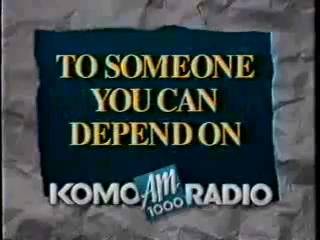 TO SOMEONE
YOU CAN
DEPEND ON
KOMO AM 1000 RADIO